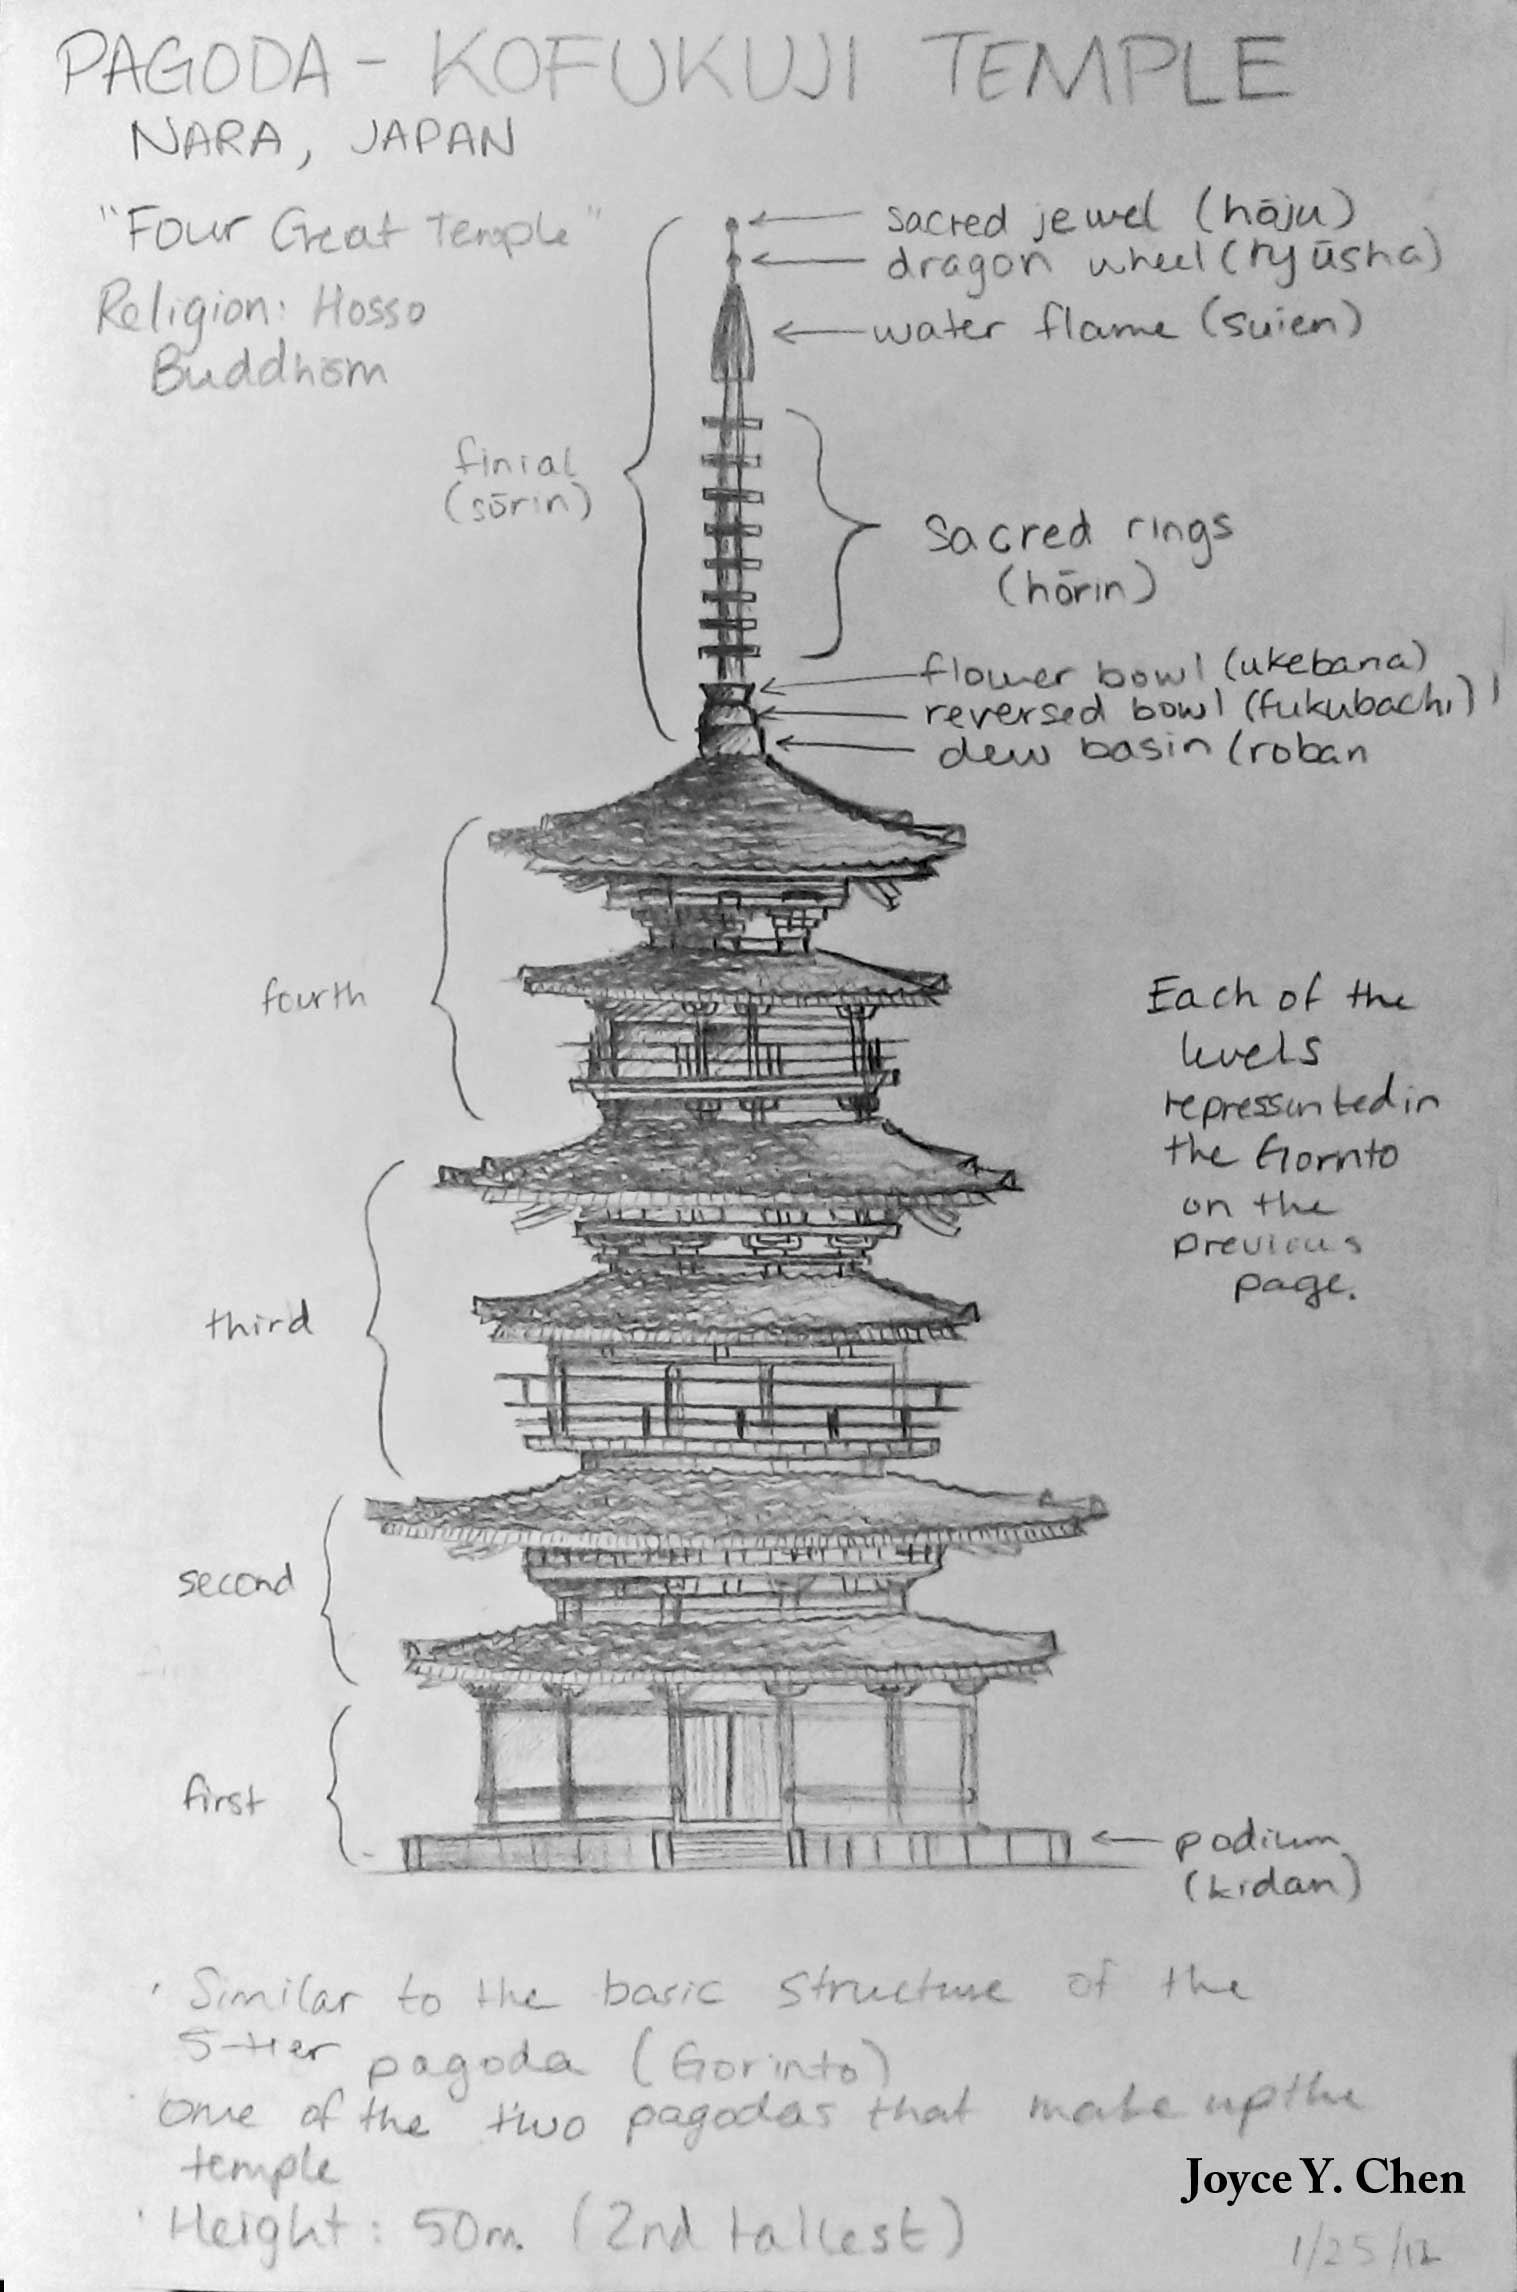 PAGODA - KOFUKUJI TEMPLE
NARA, JAPAN
"Four Great Temple"
Religion: Hosso
Buddhism
sacred jewel (hōju)
dragon wheel (ryūsha)
water flame (suien)
finial
(sōrin)
sacred rings
(hōrin)
flower bowl (ukebana)
reversed bowl (fukubachi)
dew basin (roban
fourth
Each of the
levels
represented in
the Gornto
on the
previous
page.
third
second
first
podium
(kidan)
· Similar to the basic structure of the
5-tier pagoda (Gorinto)
· One of the two pagodas that make up the
temple
· Height: 50m. (2nd tallest)
Joyce Y. Chen
1/25/12